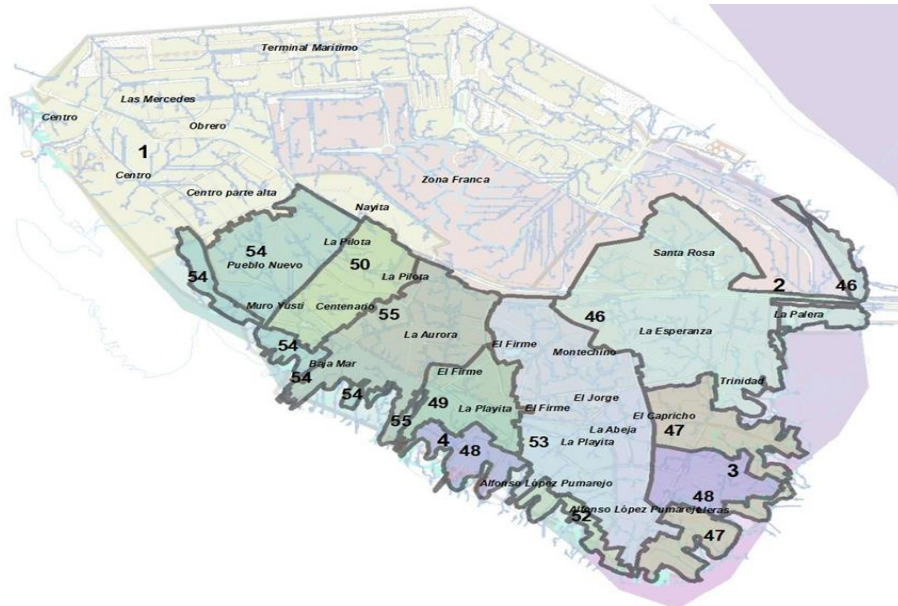 Terminal Marítimo
Las Mercedes
Centro
Obrero
1
Centro
Zona Franca
Centro parte alta
Nayita
La Pilota
Santa Rosa
54
Pueblo Nuevo
50
54
La Pilota
2
46
Muro Yusti
Centenario
55
46
La Palera
La Aurora
La Esperanza
54
El Firme
Montechino
Baja Mar
El Firme
54
Trinidad
54
49
El Jorge
La Playita
El Firme
El Capricho
55
La Abeja
47
4
53
La Playita
48
3
Alfonso López Pumarejo
48
Alfonso López Pumarejo
Lleras
52
47